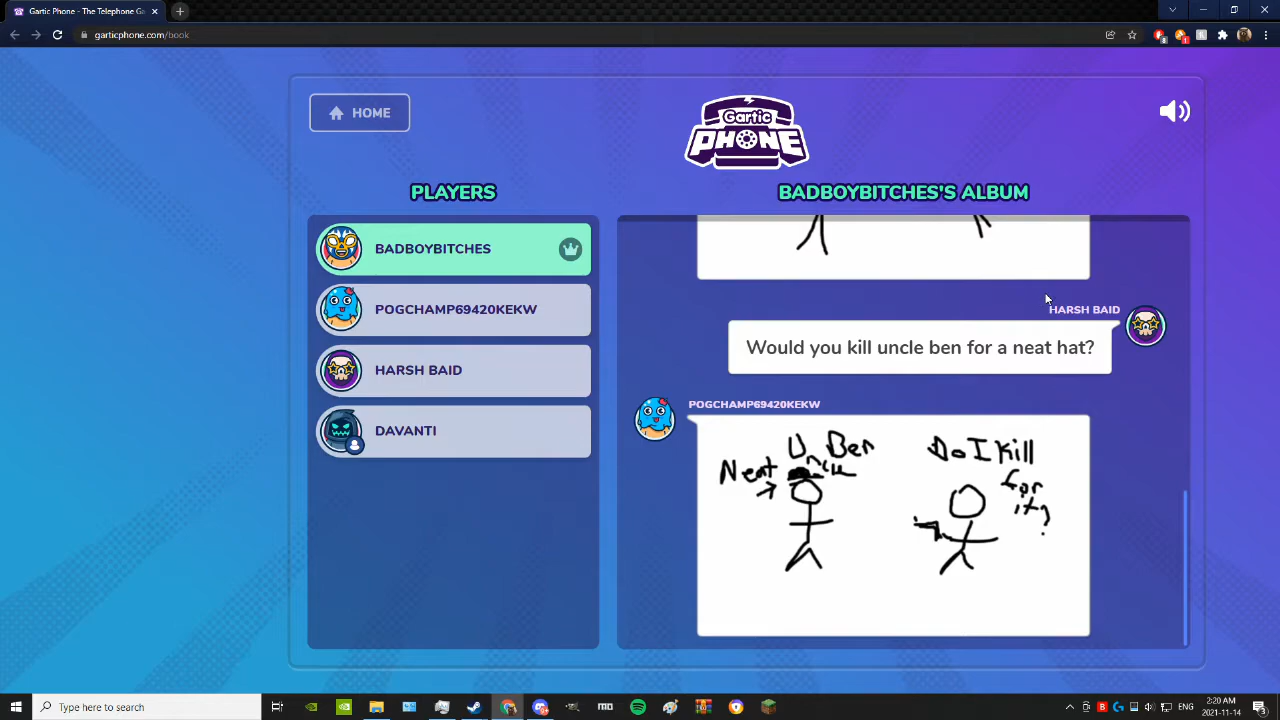 Gartic Phone - The Telephone Ga
garticphone.com/book
HOME
Gartic
PHONE
PLAYERS
BADBOYBITCHES'S ALBUM
BADBOYBITCHES
POGCHAMP69420KEKW
HARSH BAID
DAVANTI
HARSH BAID
Would you kill uncle ben for a neat hat?
POGCHAMP69420KEKW
Neat
Uncle Ben
Do I kill
for
it?
Type here to search
ENG
2:20 AM
2021-11-14